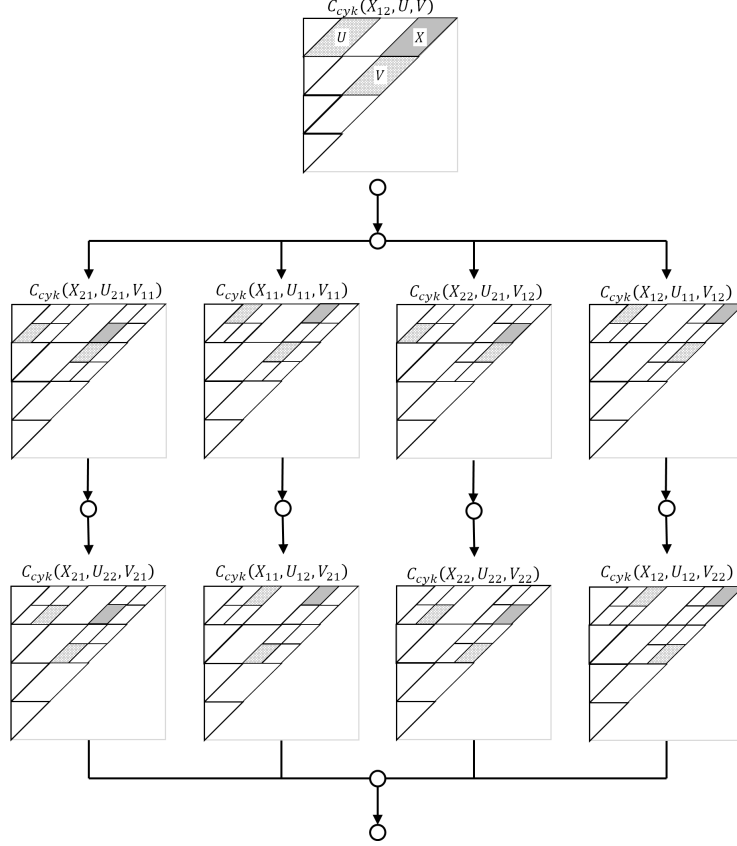 C_cyk(X_12, U, V)
U X
V
C_cyk(X_21, U_21, V_11) C_cyk(X_11, U_11, V_11) C_cyk(X_22, U_21, V_12) C_cyk(X_12, U_11, V_12)
C_cyk(X_21, U_22, V_21) C_cyk(X_11, U_12, V_21) C_cyk(X_22, U_22, V_22) C_cyk(X_12, U_12, V_22)